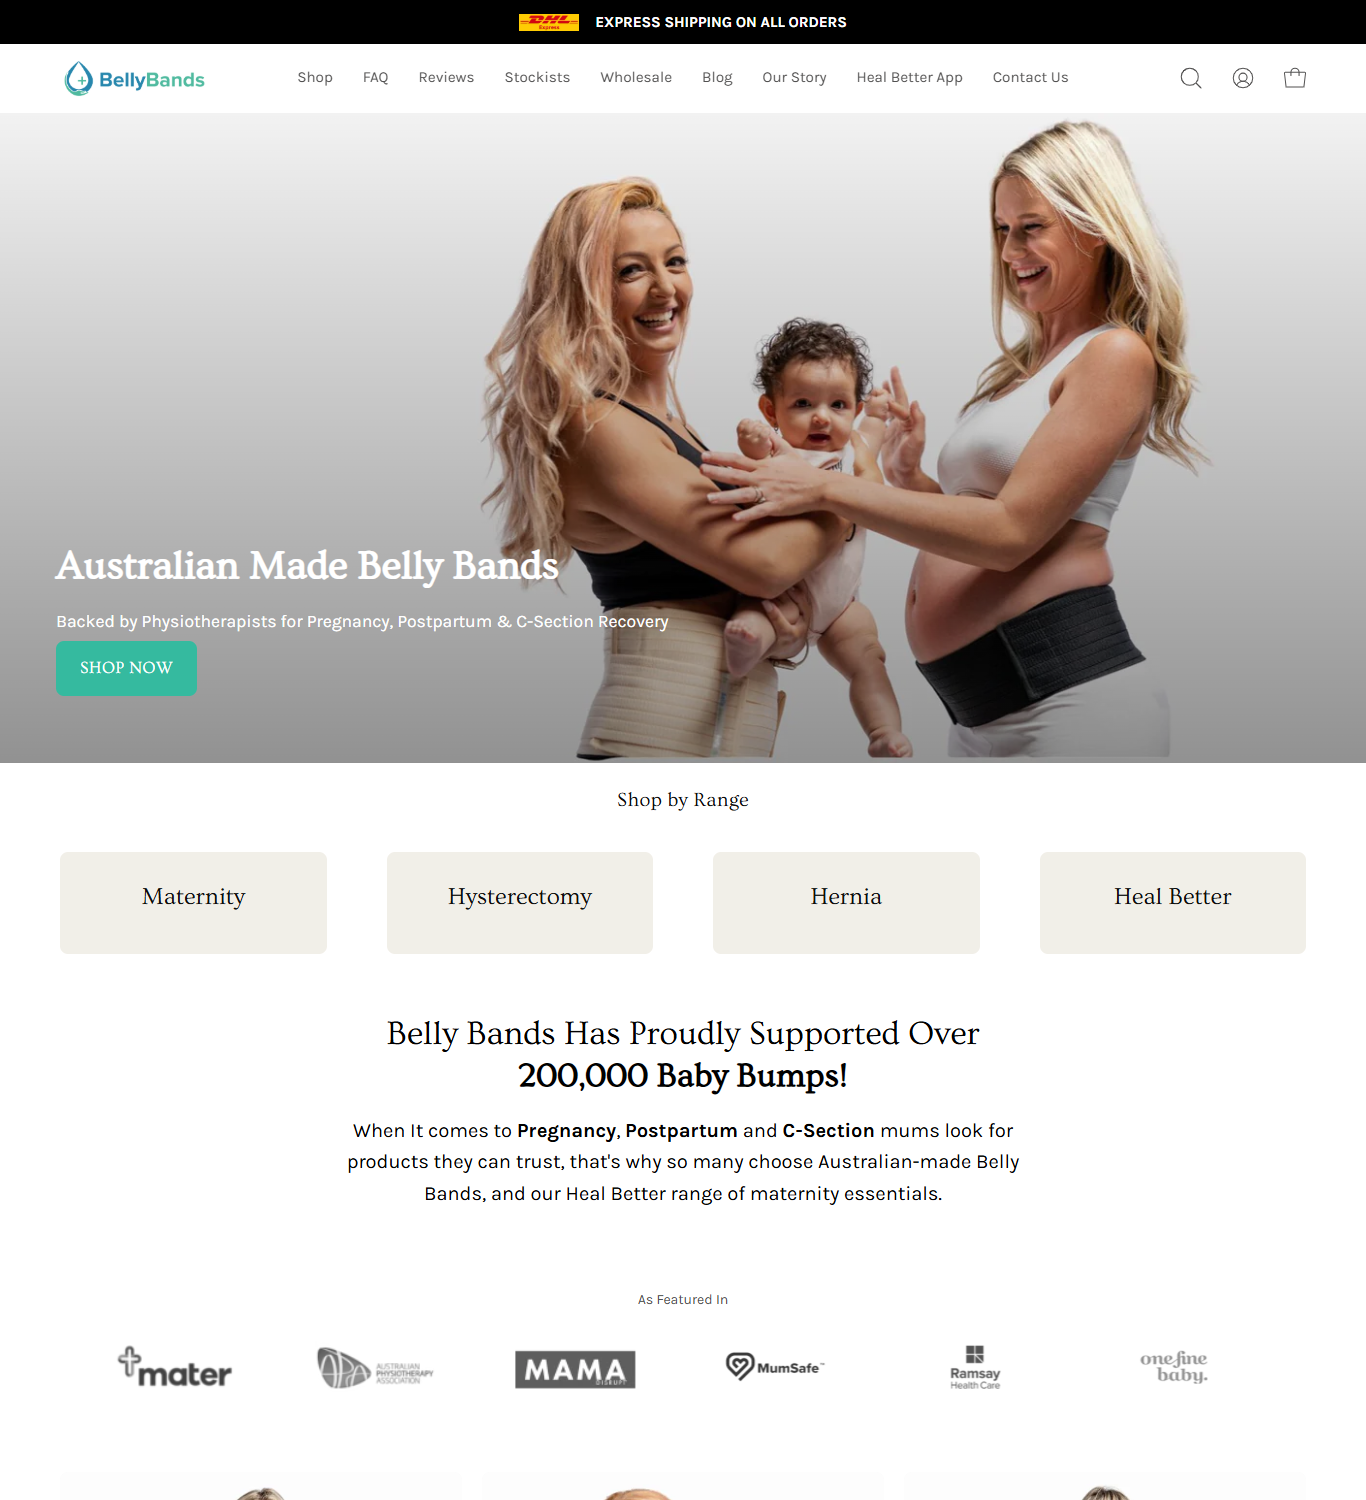 DHL
Express
EXPRESS SHIPPING ON ALL ORDERS
BellyBands
Shop
FAQ
Reviews
Stockists
Wholesale
Blog
Our Story
Heal Better App
Contact Us
Australian Made Belly Bands
Backed by Physiotherapists for Pregnancy, Postpartum & C-Section Recovery
SHOP NOW
Shop by Range
Maternity
Hysterectomy
Hernia
Heal Better
Belly Bands Has Proudly Supported Over
200,000 Baby Bumps!
When It comes to Pregnancy, Postpartum and C-Section mums look for
products they can trust, that's why so many choose Australian-made Belly
Bands, and our Heal Better range of maternity essentials.
As Featured In
mater
APA
AUSTRALIAN
PHYSIOTHERAPY
ASSOCIATION
MAMA
DISRUPT
MumSafe™
Ramsay
Health Care
one fine
baby.